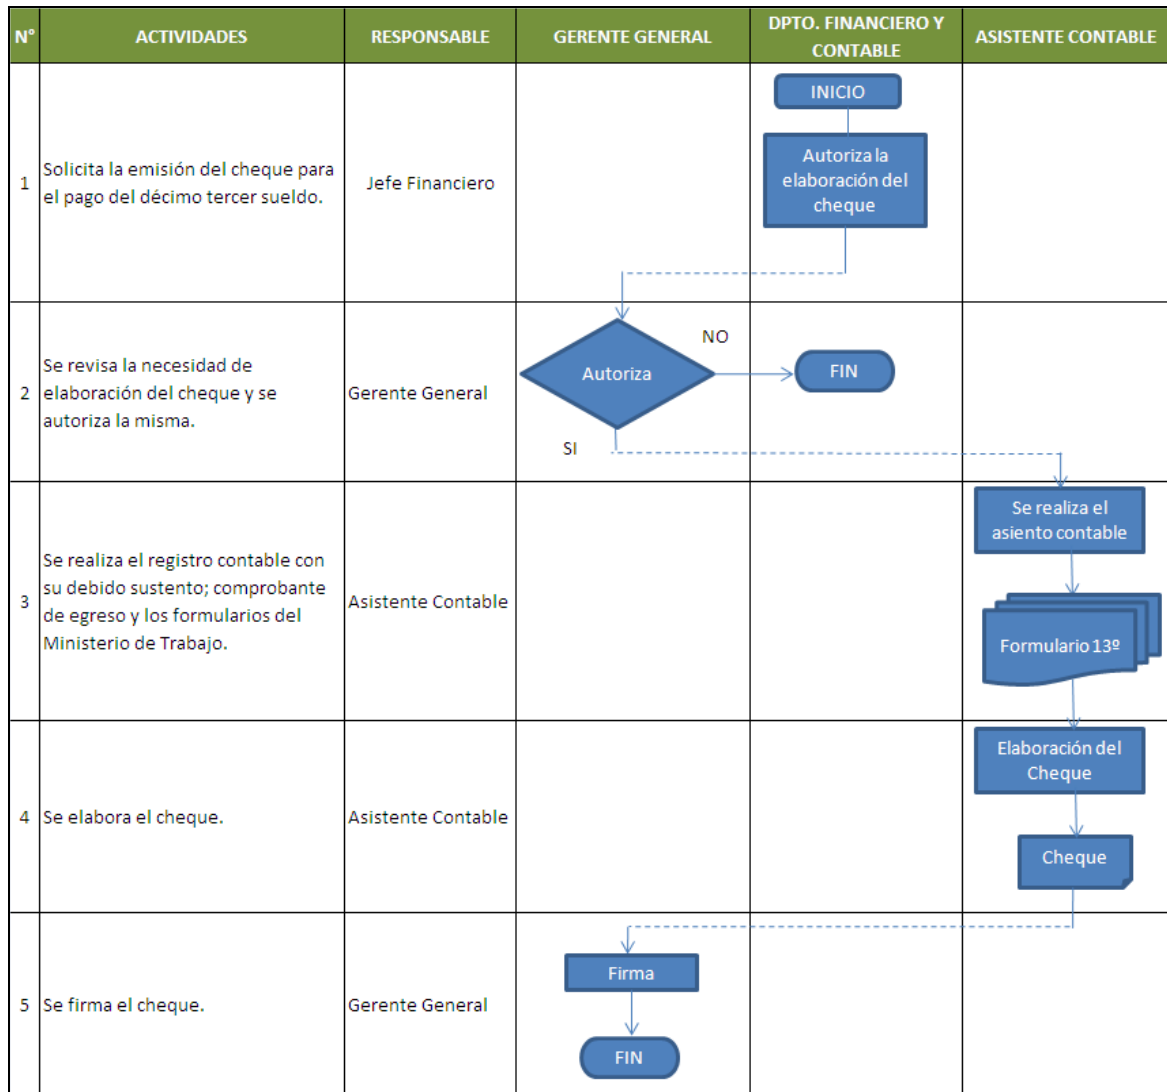 N°
ACTIVIDADES
RESPONSABLE
GERENTE GENERAL
DPTO. FINANCIERO Y
CONTABLE
ASISTENTE CONTABLE
1
Solicita la emisión del cheque para
el pago del décimo tercer sueldo.
Jefe Financiero
INICIO
Autoriza la
elaboración del
cheque
2
Se revisa la necesidad de
elaboración del cheque y se
autoriza la misma.
Gerente General
Autoriza
NO
FIN
SI
3
Se realiza el registro contable con
su debido sustento; comprobante
de egreso y los formularios del
Ministerio de Trabajo.
Asistente Contable
Se realiza el
asiento contable
Formulario 13º
4
Se elabora el cheque.
Asistente Contable
Elaboración del
Cheque
Cheque
5
Se firma el cheque.
Gerente General
Firma
FIN